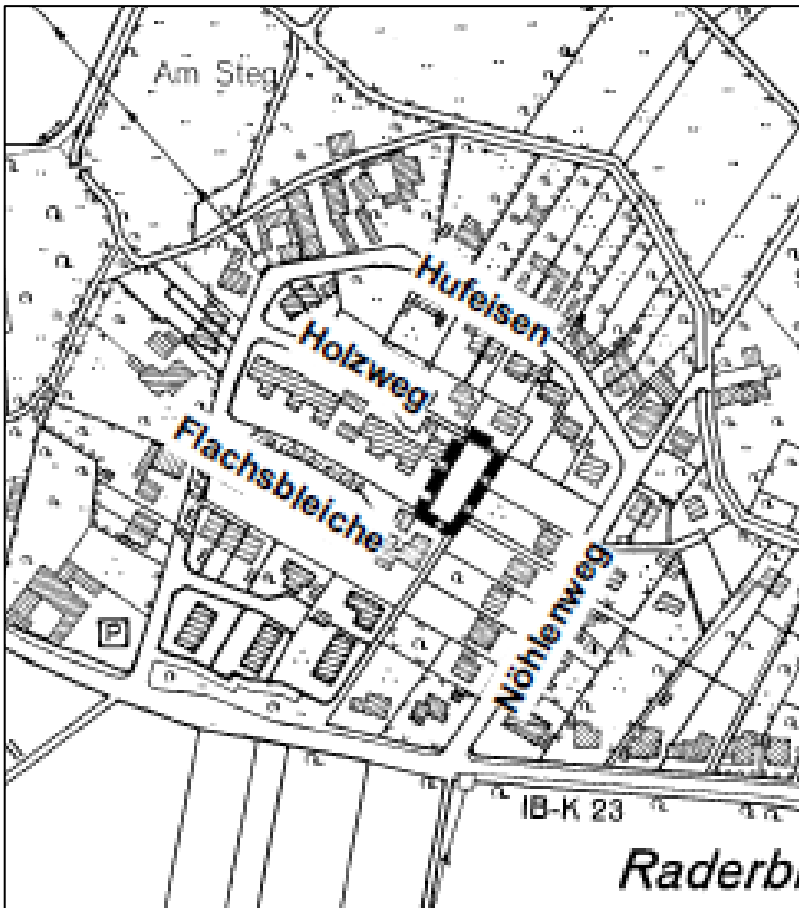 Am Steg
Hufeisen
Holzweg
Flachsbleiche
Nöhlenweg
P
IB-K 23
Raderb